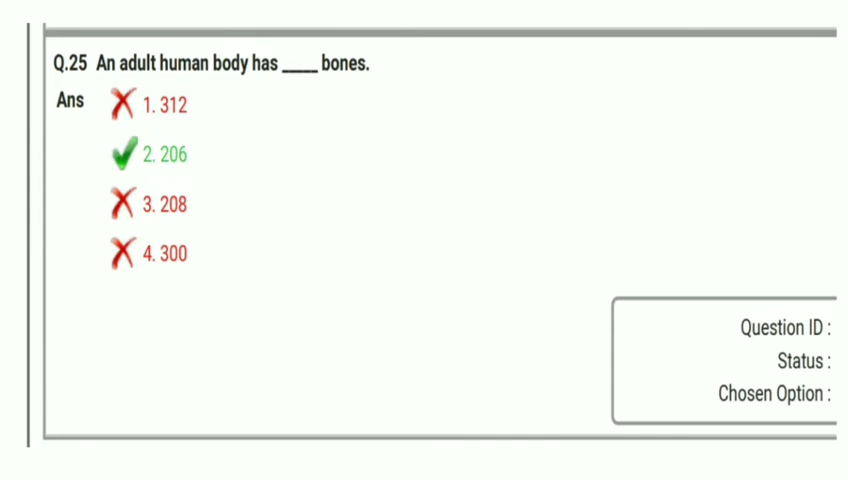 Q.25 An adult human body has _____ bones.
Ans 1. 312
2. 206
3. 208
4. 300
Question ID :
Status :
Chosen Option :